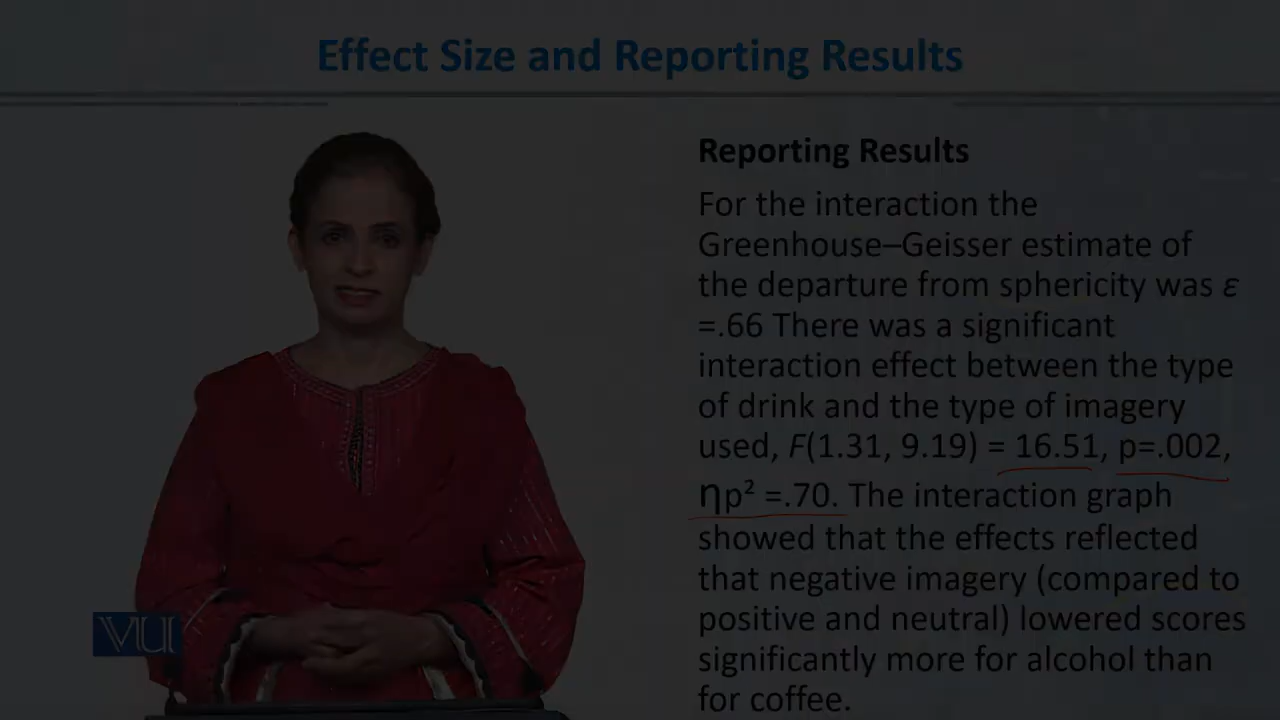 Effect Size and Reporting Results
Reporting Results
For the interaction the
Greenhouse–Geisser estimate of
the departure from sphericity was ε
=.66 There was a significant
interaction effect between the type
of drink and the type of imagery
used, F(1.31, 9.19) = 16.51, p=.002,
ηp² =.70. The interaction graph
showed that the effects reflected
that negative imagery (compared to
positive and neutral) lowered scores
significantly more for alcohol than
for coffee.
VU